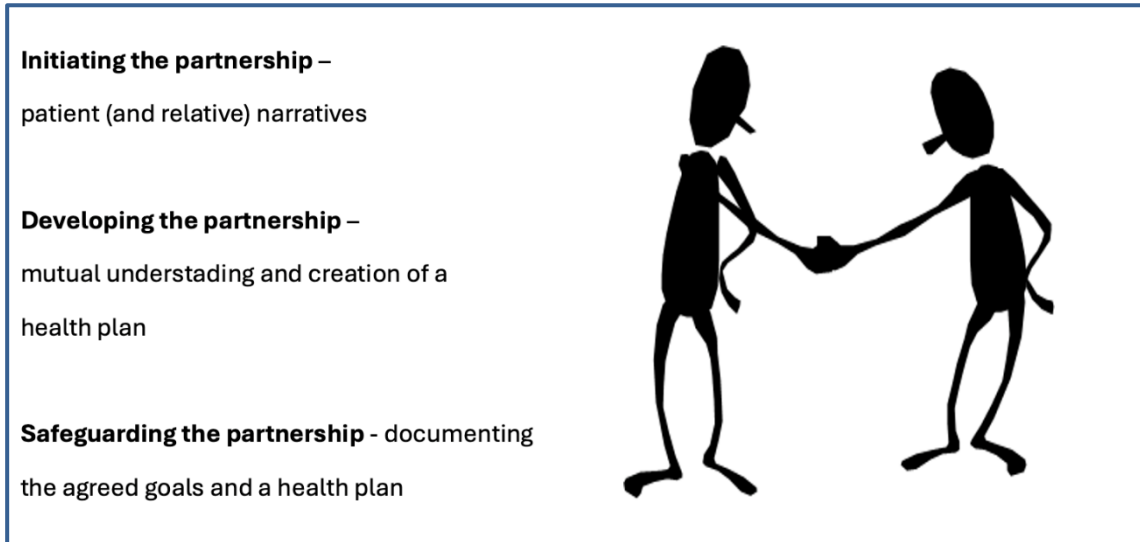 Initiating the partnership –
patient (and relative) narratives
Developing the partnership –
mutual understading and creation of a
health plan
Safeguarding the partnership - documenting
the agreed goals and a health plan